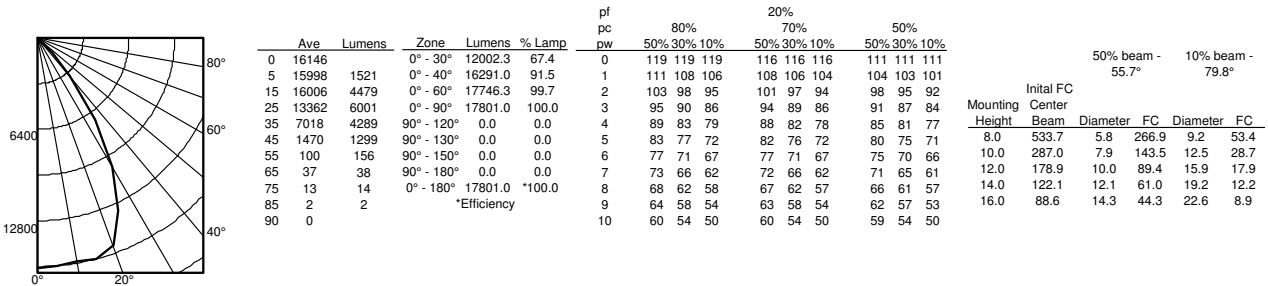 80°
60°
40°
20°
0°
6400
12800
Ave Lumens
0 16146
5 15998 1521
15 16006 4479
25 13362 6001
35 7018 4289
45 1470 1299
55 100 156
65 37 38
75 13 14
85 2 2
90 0
Zone Lumens % Lamp
0° - 30° 12002.3 67.4
0° - 40° 16291.0 91.5
0° - 60° 17746.3 99.7
0° - 90° 17801.0 100.0
90° - 120° 0.0 0.0
90° - 130° 0.0 0.0
90° - 150° 0.0 0.0
90° - 180° 0.0 0.0
0° - 180° 17801.0 *100.0
*Efficiency
pf 20%
pc 80% 70% 50%
pw 50% 30% 10% 50% 30% 10% 50% 30% 10%
0 119 119 119 116 116 116 111 111 111
1 111 108 106 108 106 104 104 103 101
2 103 98 95 101 97 94 98 95 92
3 95 90 86 94 89 86 91 87 84
4 89 83 79 88 82 78 85 81 77
5 83 77 72 82 76 72 80 75 71
6 77 71 67 77 71 67 75 70 66
7 73 66 62 72 66 62 71 65 61
8 68 62 58 67 62 57 66 61 57
9 64 58 54 63 58 54 62 57 53
10 60 54 50 60 54 50 59 54 50
50% beam - 10% beam -
55.7° 79.8°
Inital FC
Mounting Center
Height Beam Diameter FC Diameter FC
8.0 533.7 5.8 266.9 9.2 53.4
10.0 287.0 7.9 143.5 12.5 28.7
12.0 178.9 10.0 89.4 15.9 17.9
14.0 122.1 12.1 61.0 19.2 12.2
16.0 88.6 14.3 44.3 22.6 8.9